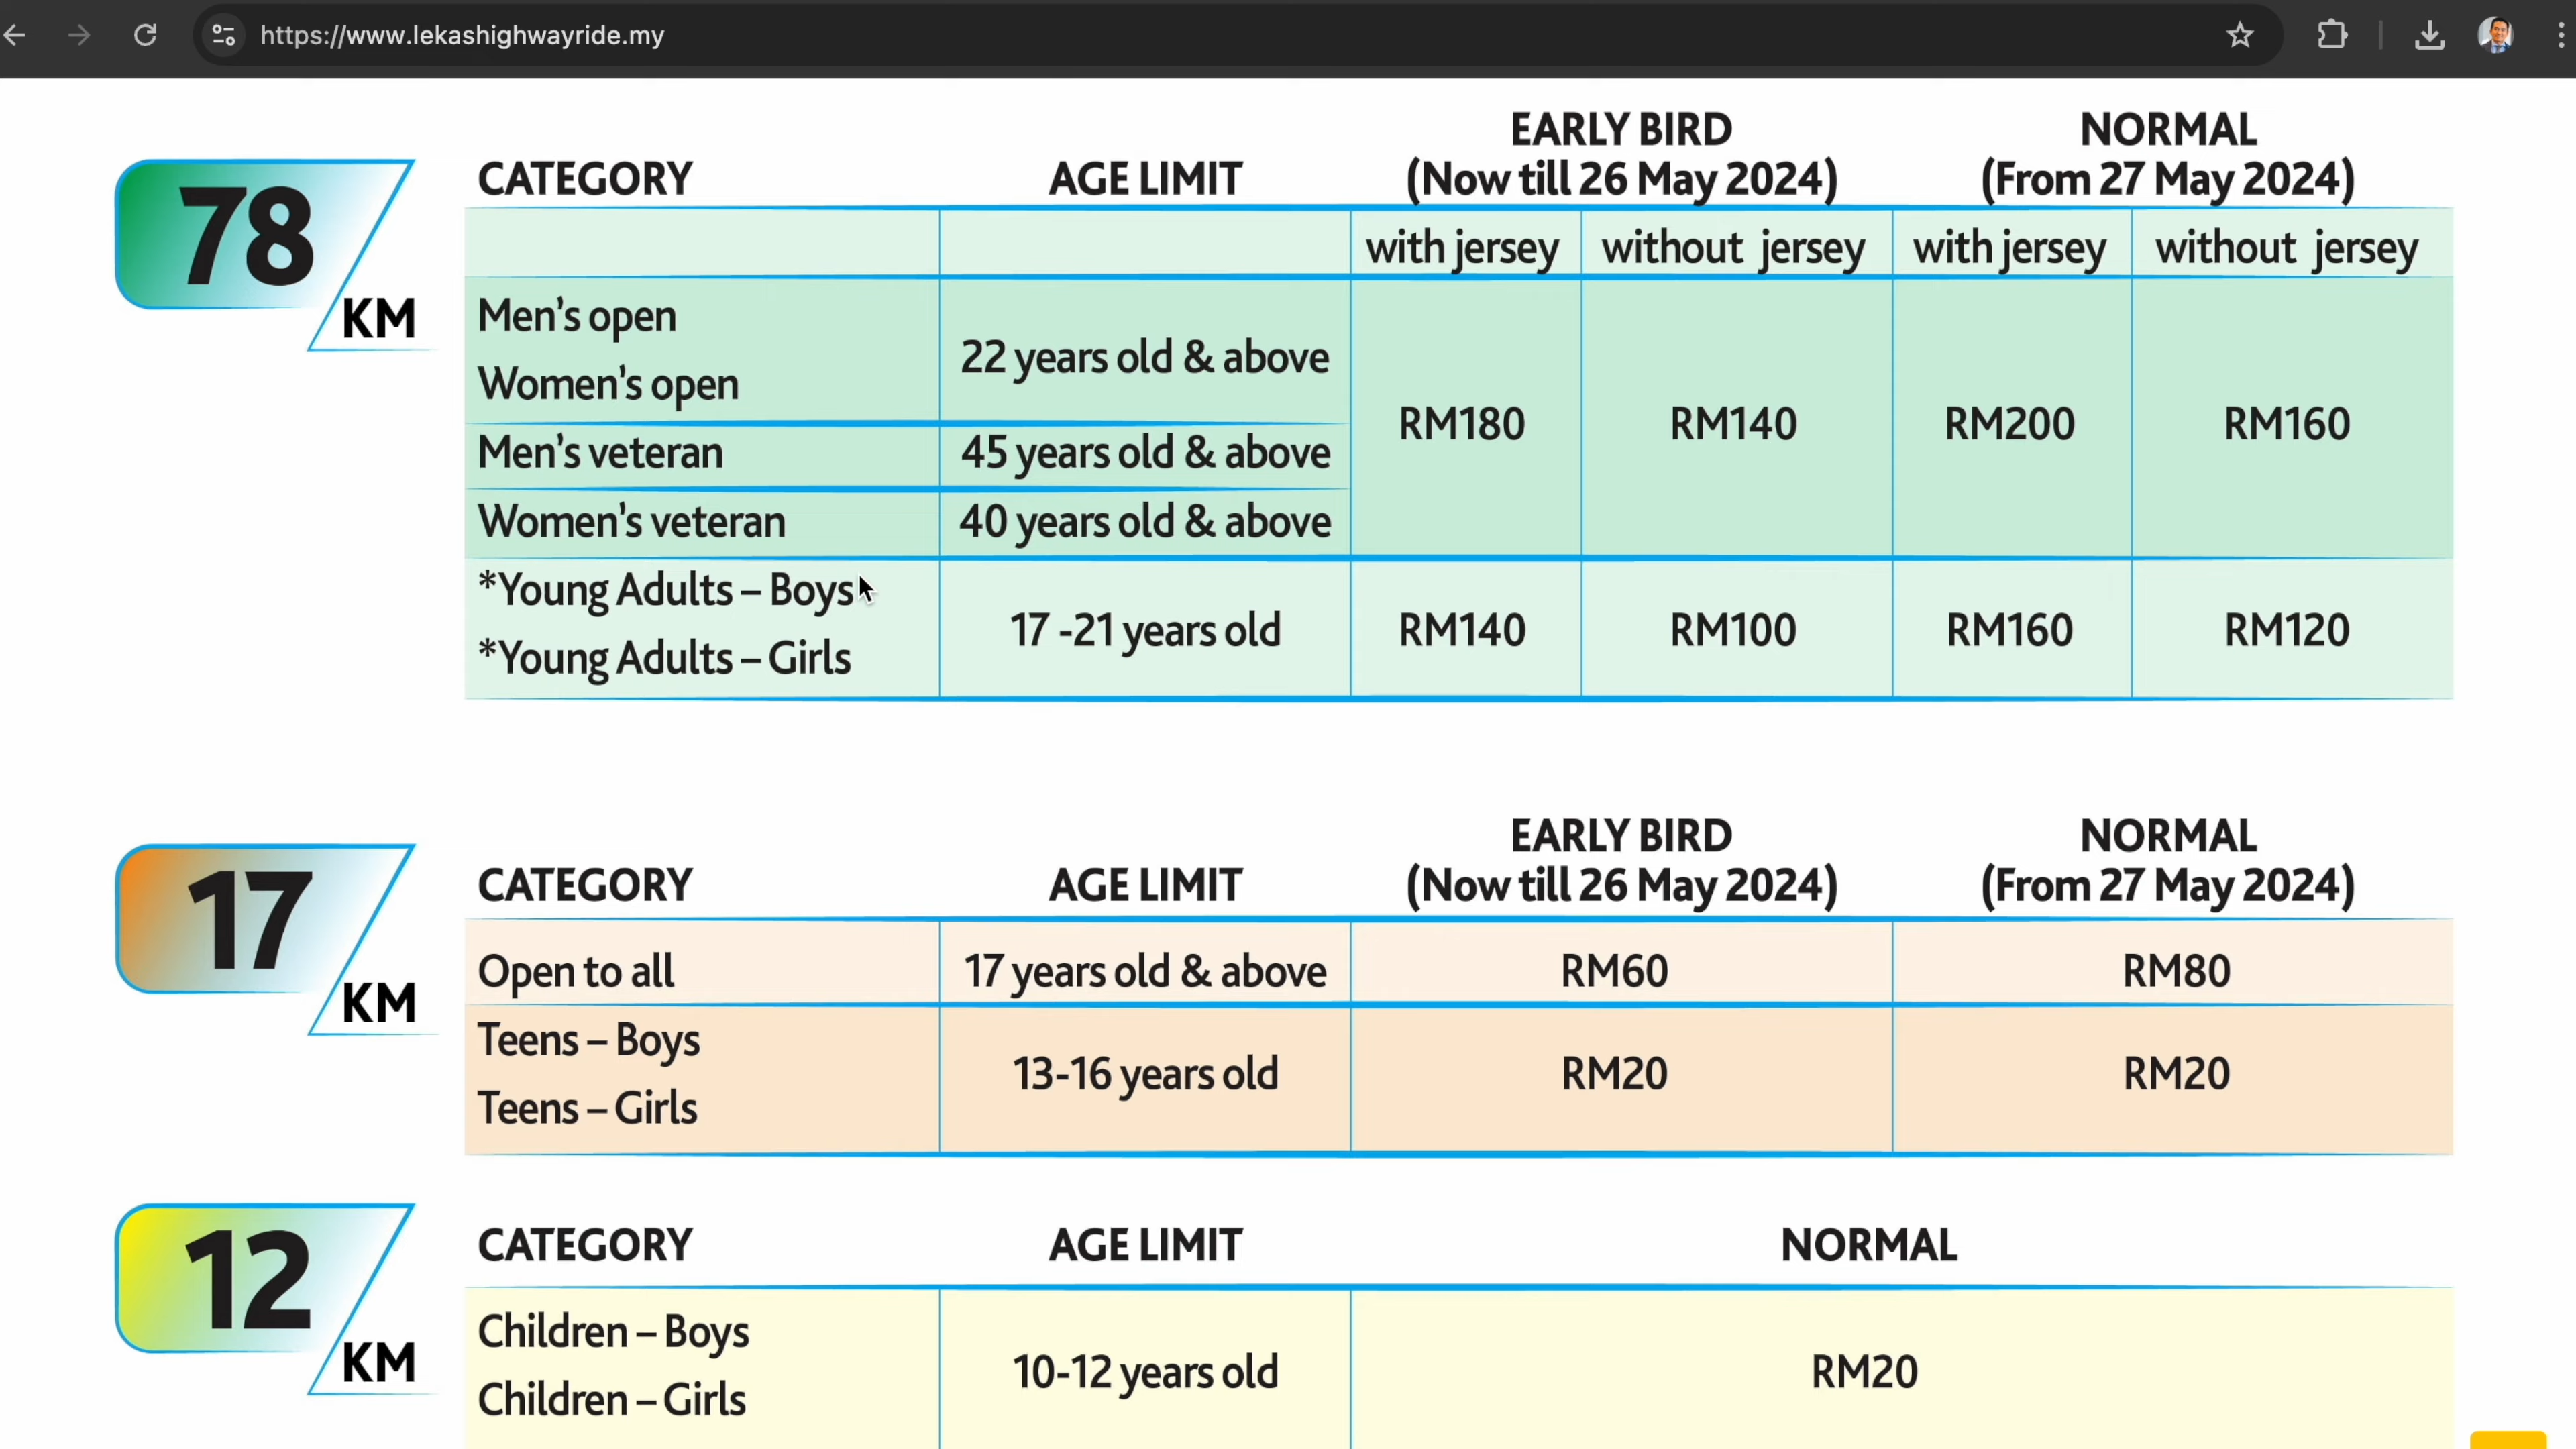 https://www.lekashighwayride.my
78
KM
EARLY BIRD NORMAL
CATEGORY AGE LIMIT (Now till 26 May 2024) (From 27 May 2024)
with jersey without jersey with jersey without jersey
Men's open
Women's open
22 years old & above
Men's veteran 45 years old & above
Women's veteran 40 years old & above
RM180 RM140 RM200 RM160
*Young Adults – Boys
*Young Adults – Girls
17 -21 years old RM140 RM100 RM160 RM120
17
KM
EARLY BIRD NORMAL
CATEGORY AGE LIMIT (Now till 26 May 2024) (From 27 May 2024)
Open to all 17 years old & above RM60 RM80
Teens – Boys
Teens – Girls
13-16 years old RM20 RM20
12
KM
CATEGORY AGE LIMIT NORMAL
Children – Boys
Children – Girls
10-12 years old RM20